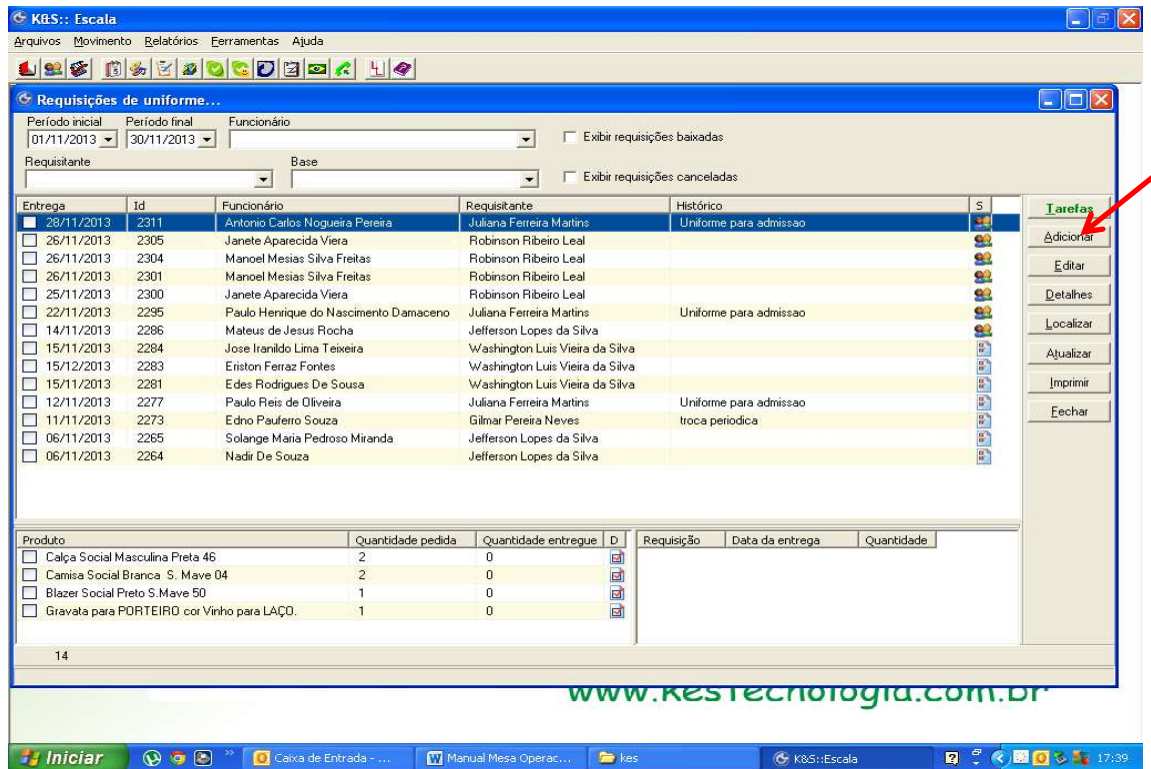 K&S:: Escala
Arquivos Movimento Relatórios Ferramentas Ajuda
Requisições de uniforme...
Período inicial Período final Funcionário
01/11/2013 30/11/2013 Exibir requisições baixadas
Requisitante Base
Exibir requisições canceladas
Entrega Id Funcionário Requisitante Histórico S Tarefas
28/11/2013 2311 Antonio Carlos Nogueira Pereira Juliana Ferreira Martins Uniforme para admissao
26/11/2013 2305 Janete Aparecida Viera Robinson Ribeiro Leal Adicionar
26/11/2013 2304 Manoel Mesias Silva Freitas Robinson Ribeiro Leal
26/11/2013 2301 Manoel Mesias Silva Freitas Robinson Ribeiro Leal Editar
25/11/2013 2300 Janete Aparecida Viera Robinson Ribeiro Leal Detalhes
22/11/2013 2295 Paulo Henrique do Nascimento Damaceno Juliana Ferreira Martins Uniforme para admissao
14/11/2013 2286 Mateus de Jesus Rocha Jefferson Lopes da Silva Localizar
15/11/2013 2284 Jose Iranildo Lima Teixeira Washington Luis Vieira da Silva Atualizar
15/12/2013 2283 Eriston Ferraz Fontes Washington Luis Vieira da Silva
15/11/2013 2281 Edes Rodrigues De Sousa Washington Luis Vieira da Silva Imprimir
12/11/2013 2277 Paulo Reis de Oliveira Juliana Ferreira Martins Uniforme para admissao
11/11/2013 2273 Edno Pauferro Souza Gilmar Pereira Neves troca periodica Fechar
06/11/2013 2265 Solange Maria Pedroso Miranda Jefferson Lopes da Silva
06/11/2013 2264 Nadir De Souza Jefferson Lopes da Silva
Produto Quantidade pedida Quantidade entregue D Requisição Data da entrega Quantidade
Calça Social Masculina Preta 46 2 0
Camisa Social Branca S. Mave 04 2 0
Blazer Social Preto S.Mave 50 1 0
Gravata para PORTEIRO cor Vinho para LAÇO. 1 0
14
www.kestecnologia.com.br
Iniciar Caixa de Entrada - ... Manual Mesa Operac... kes K&S::Escala 17:39